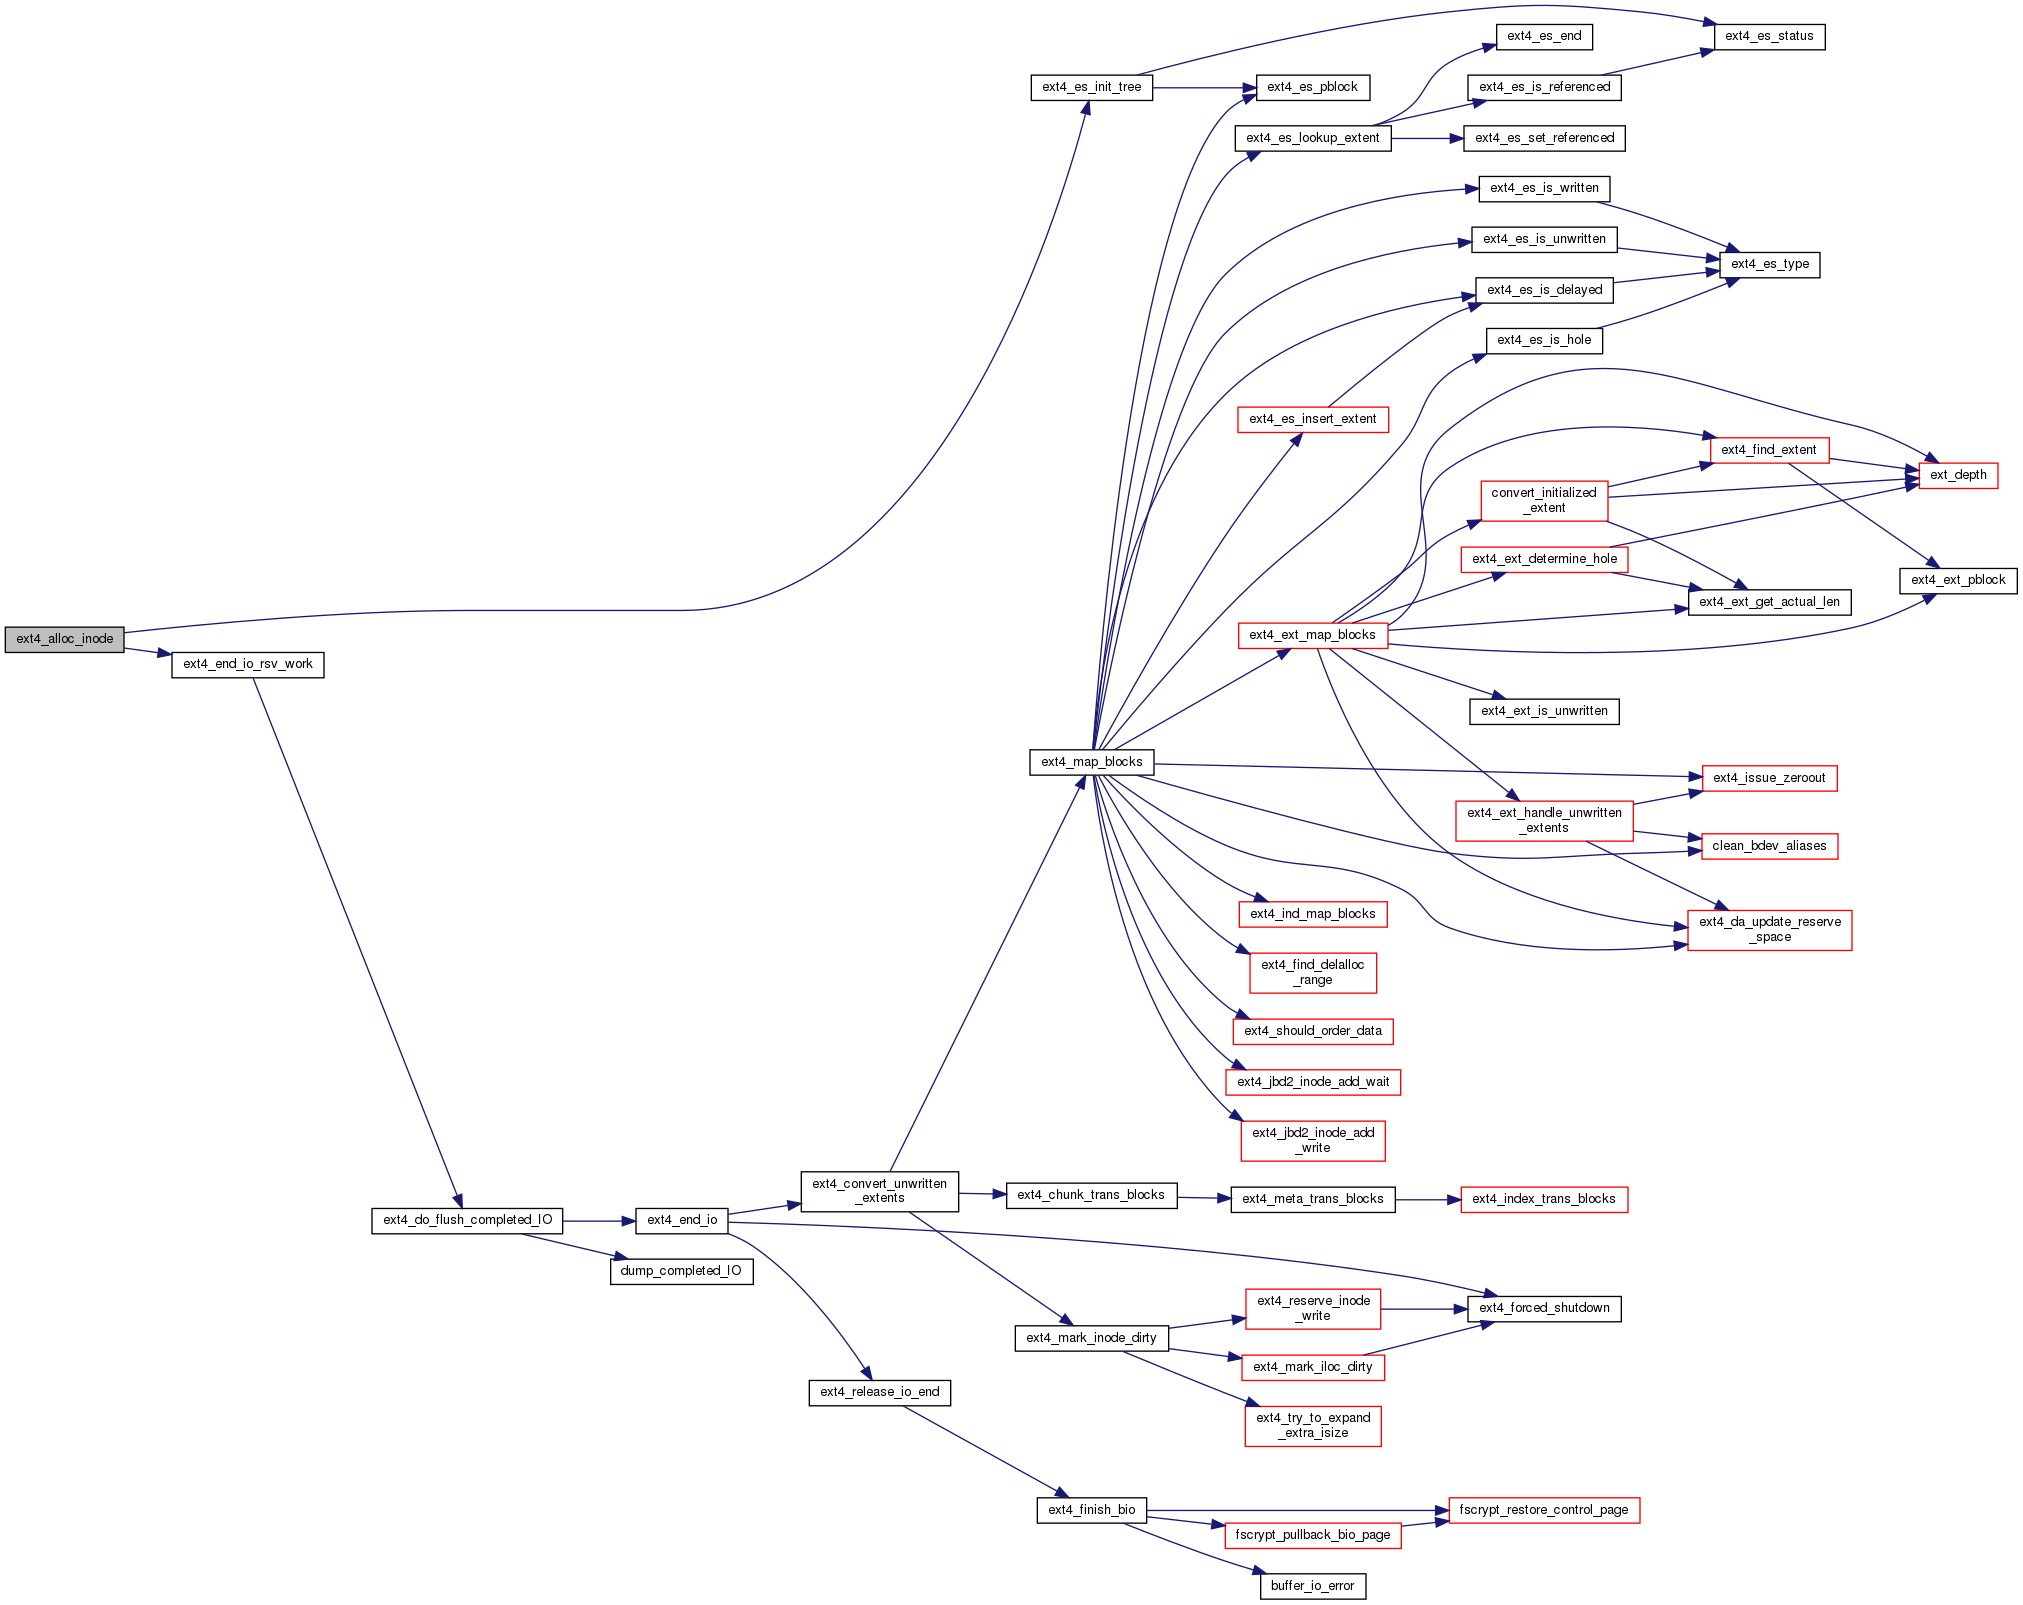 ext4_es_end
ext4_es_status
ext4_es_init_tree
ext4_es_pblock
ext4_es_is_referenced
ext4_es_lookup_extent
ext4_es_set_referenced
ext4_es_is_written
ext4_es_is_unwritten
ext4_es_type
ext4_es_is_delayed
ext4_es_is_hole
ext4_es_insert_extent
ext4_find_extent
ext_depth
convert_initialized
_extent
ext4_ext_determine_hole
ext4_ext_pblock
ext4_ext_get_actual_len
ext4_alloc_inode
ext4_ext_map_blocks
ext4_end_io_rsv_work
ext4_ext_is_unwritten
ext4_map_blocks
ext4_issue_zeroout
ext4_ext_handle_unwritten
_extents
clean_bdev_aliases
ext4_ind_map_blocks
ext4_da_update_reserve
_space
ext4_find_delalloc
_range
ext4_should_order_data
ext4_jbd2_inode_add_wait
ext4_jbd2_inode_add
_write
ext4_convert_unwritten
_extents
ext4_chunk_trans_blocks
ext4_meta_trans_blocks
ext4_index_trans_blocks
ext4_do_flush_completed_IO
ext4_end_io
dump_completed_IO
ext4_reserve_inode
_write
ext4_forced_shutdown
ext4_mark_inode_dirty
ext4_mark_iloc_dirty
ext4_release_io_end
ext4_try_to_expand
_extra_isize
ext4_finish_bio
fscrypt_restore_control_page
fscrypt_pullback_bio_page
buffer_io_error